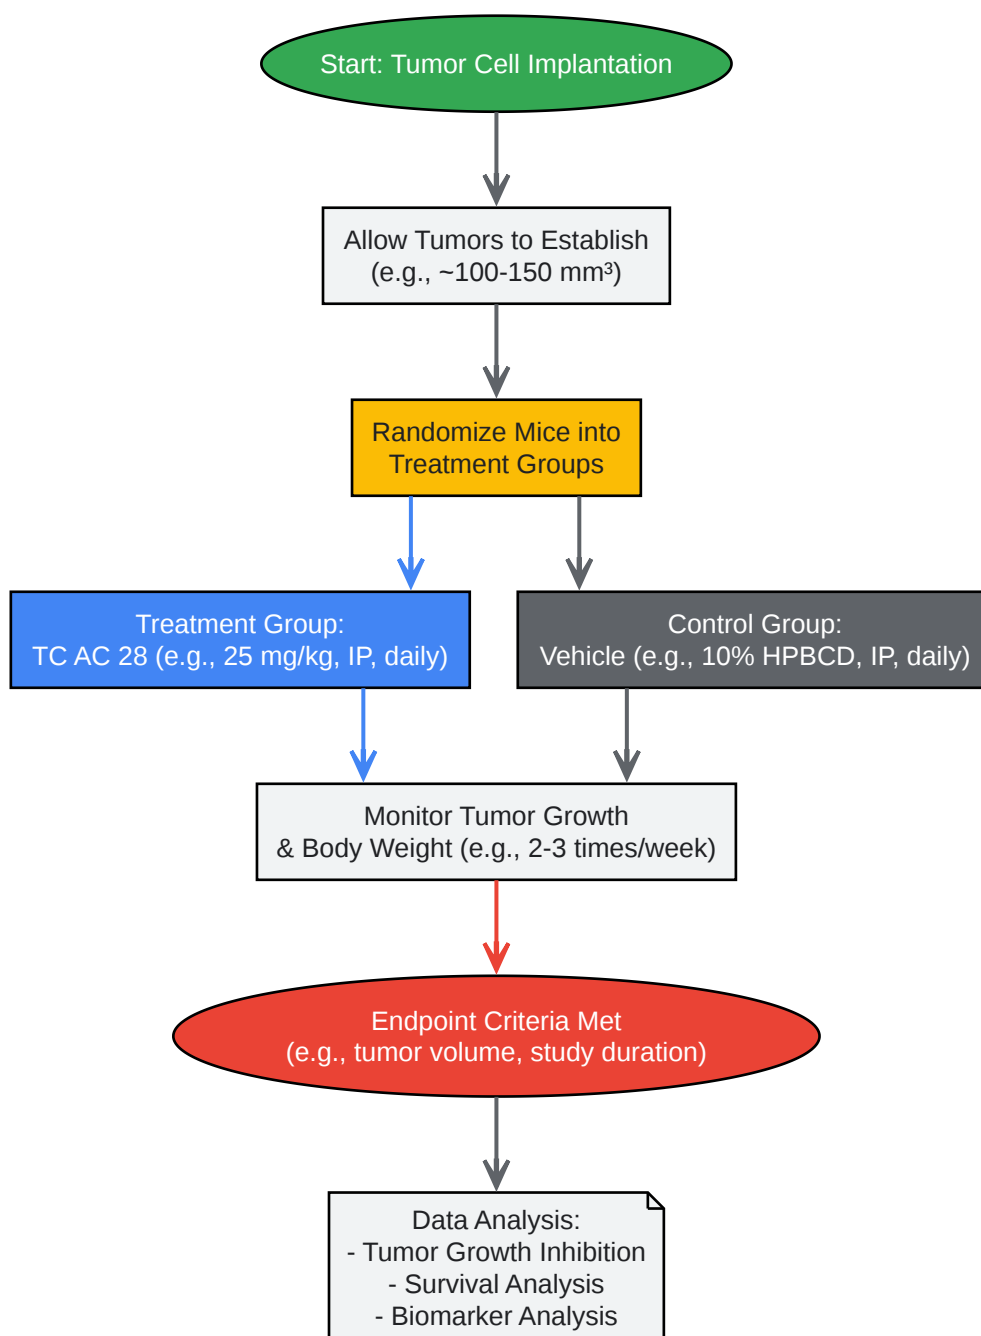 Start: Tumor Cell Implantation
Allow Tumors to Establish
(e.g., ~100-150 mm³)
Randomize Mice into
Treatment Groups
Treatment Group:
TC AC 28 (e.g., 25 mg/kg, IP, daily)
Control Group:
Vehicle (e.g., 10% HPBCD, IP, daily)
Monitor Tumor Growth
& Body Weight (e.g., 2-3 times/week)
Endpoint Criteria Met
(e.g., tumor volume, study duration)
Data Analysis:
- Tumor Growth Inhibition
- Survival Analysis
- Biomarker Analysis